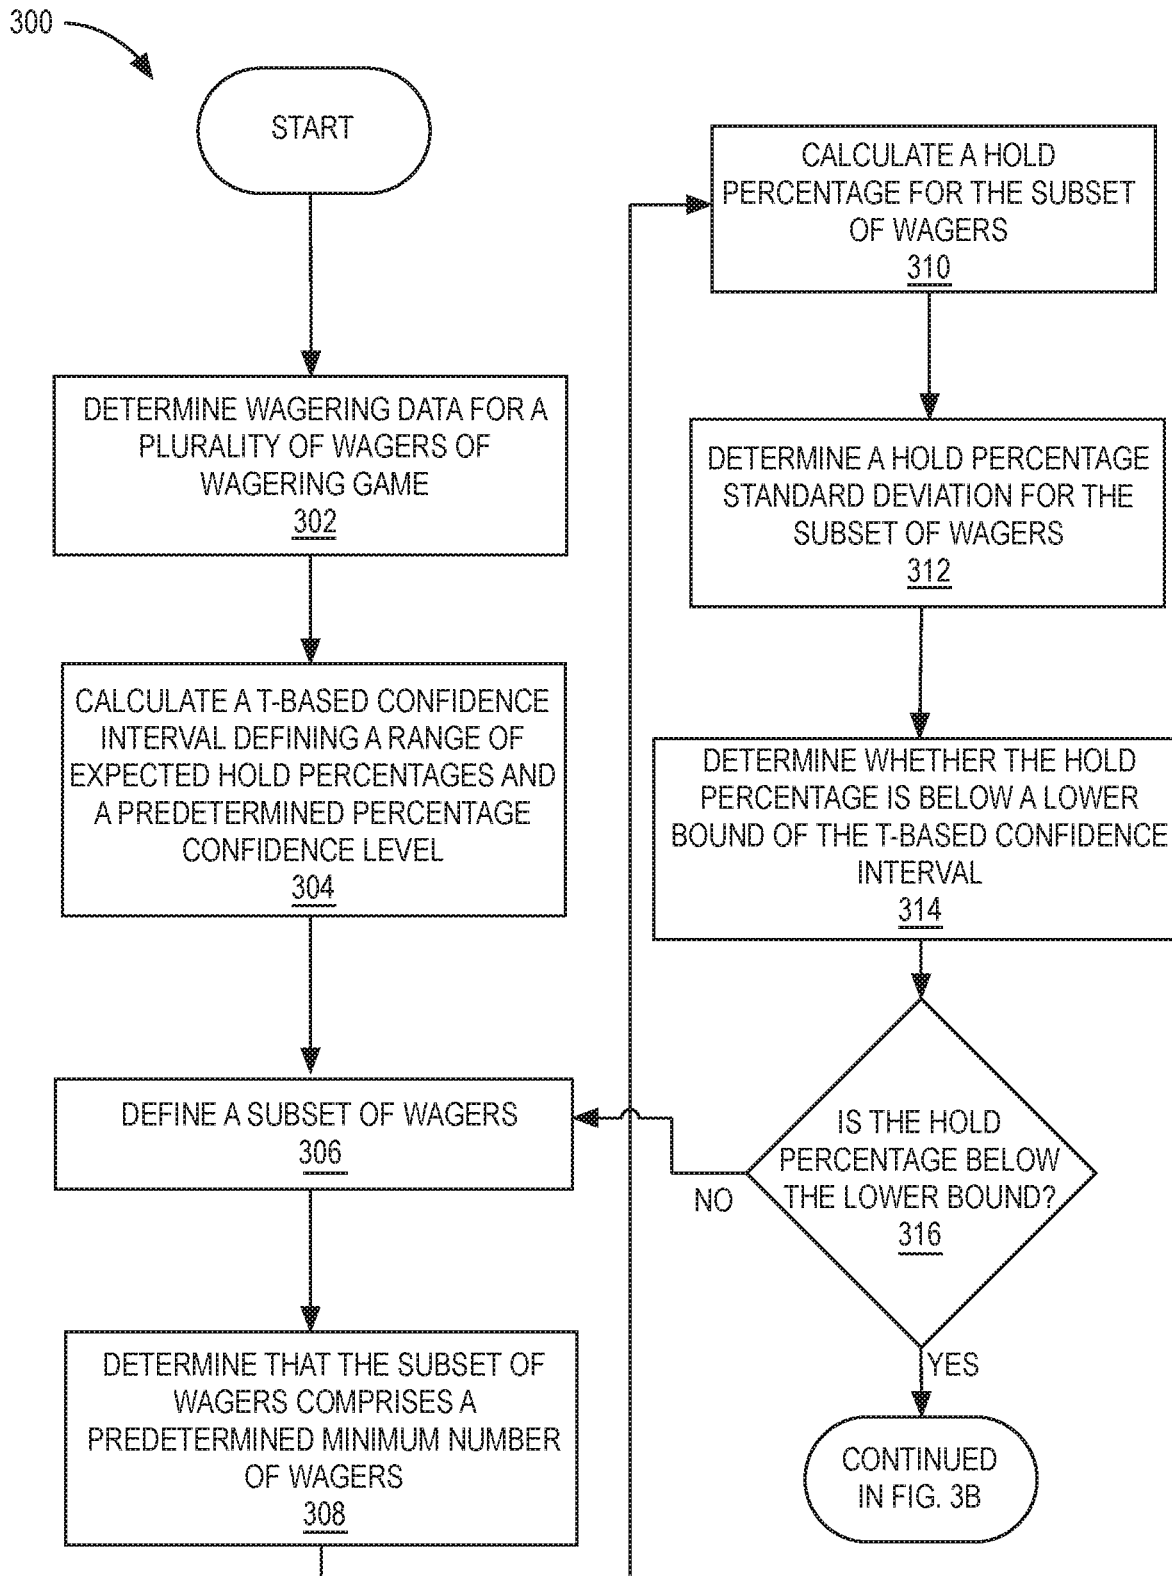 300
START
DETERMINE WAGERING DATA FOR A
PLURALITY OF WAGERS OF
WAGERING GAME
302
CALCULATE A T-BASED CONFIDENCE
INTERVAL DEFINING A RANGE OF
EXPECTED HOLD PERCENTAGES AND
A PREDETERMINED PERCENTAGE
CONFIDENCE LEVEL
304
DEFINE A SUBSET OF WAGERS
306
DETERMINE THAT THE SUBSET OF
WAGERS COMPRISES A
PREDETERMINED MINIMUM NUMBER
OF WAGERS
308
CALCULATE A HOLD
PERCENTAGE FOR THE SUBSET
OF WAGERS
310
DETERMINE A HOLD PERCENTAGE
STANDARD DEVIATION FOR THE
SUBSET OF WAGERS
312
DETERMINE WHETHER THE HOLD
PERCENTAGE IS BELOW A LOWER
BOUND OF THE T-BASED CONFIDENCE
INTERVAL
314
IS THE HOLD
PERCENTAGE BELOW
THE LOWER BOUND?
316
NO
YES
CONTINUED
IN FIG. 3B